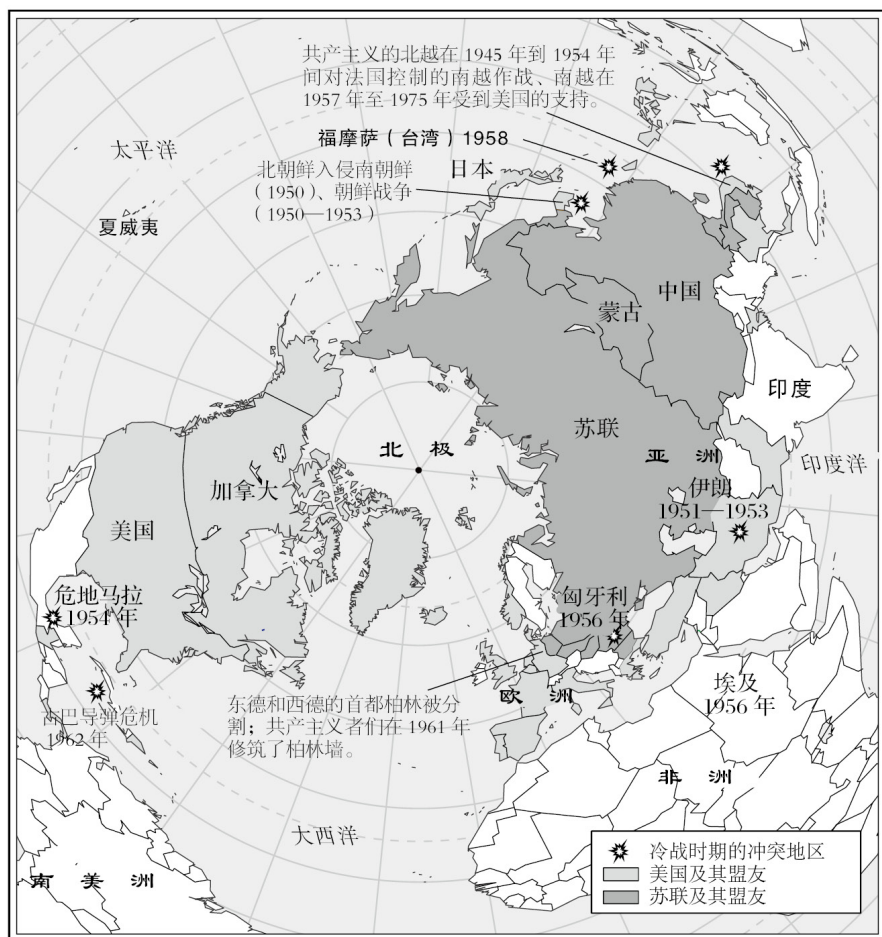 共产主义的北越在 1945 年到 1954 年
间对法国控制的南越作战、南越在
1957 年至 1975 年受到美国的支持。
太平洋
福摩萨（台湾）1958
日本
北朝鲜入侵南朝鲜
（1950）、朝鲜战争
（1950—1953）
夏威夷
中国
蒙古
印度
苏联
北 极
亚 洲
印度洋
加拿大
伊朗
1951—1953
美国
危地马拉
1954 年
匈牙利
1956 年
东德和西德的首都柏林被分
割；共产主义者们在 1961 年
修筑了柏林墙。
欧 洲
埃及
1956 年
古巴导弹危机
1962 年
非 洲
大西洋
南 美 洲
冷战时期的冲突地区
美国及其盟友
苏联及其盟友